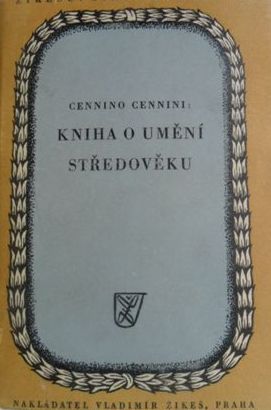 CENNINO CENNINI:
KNIHA O UMĚNÍ
STŘEDOVĚKU
NAKLADATEL VLADIMÍR ŽIKEŠ, PRAHA